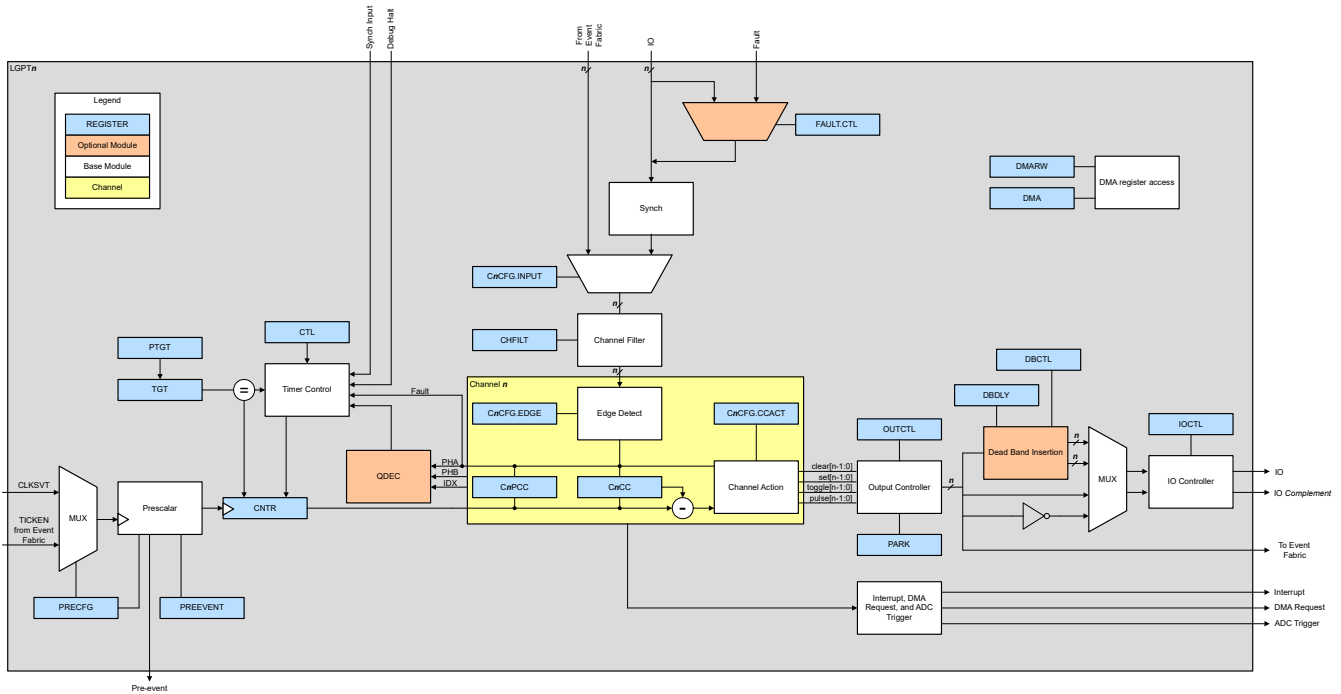 Synch Input
Debug Halt
From
Event
Fabric
IO
Fault
LGPTn
n
n
Legend
REGISTER
Optional Module
Base Module
Channel
FAULT.CTL
DMARW
DMA
DMA register access
Synch
CnCFG.INPUT
n
CHFILT
Channel Filter
n
CTL
PTGT
TGT
=
Timer Control
Fault
Channel n
CnCFG.EDGE
Edge Detect
CnCFG.CCACT
DBCTL
DBDLY
OUTCTL
IOCTL
Dead Band Insertion
n
n
QDEC
PHA
PHB
IDX
CnPCC
CnCC
-
Channel Action
clear[n-1:0]
set[n-1:0]
toggle[n-1:0]
pulse[n-1:0]
Output Controller
n
MUX
IO Controller
IO
IO Complement
CLKSVT
TICKEN
from Event
Fabric
MUX
Prescalar
CNTR
PARK
To Event
Fabric
PRECFG
PREEVENT
Interrupt, DMA
Request, and ADC
Trigger
Interrupt
DMA Request
ADC Trigger
Pre-event